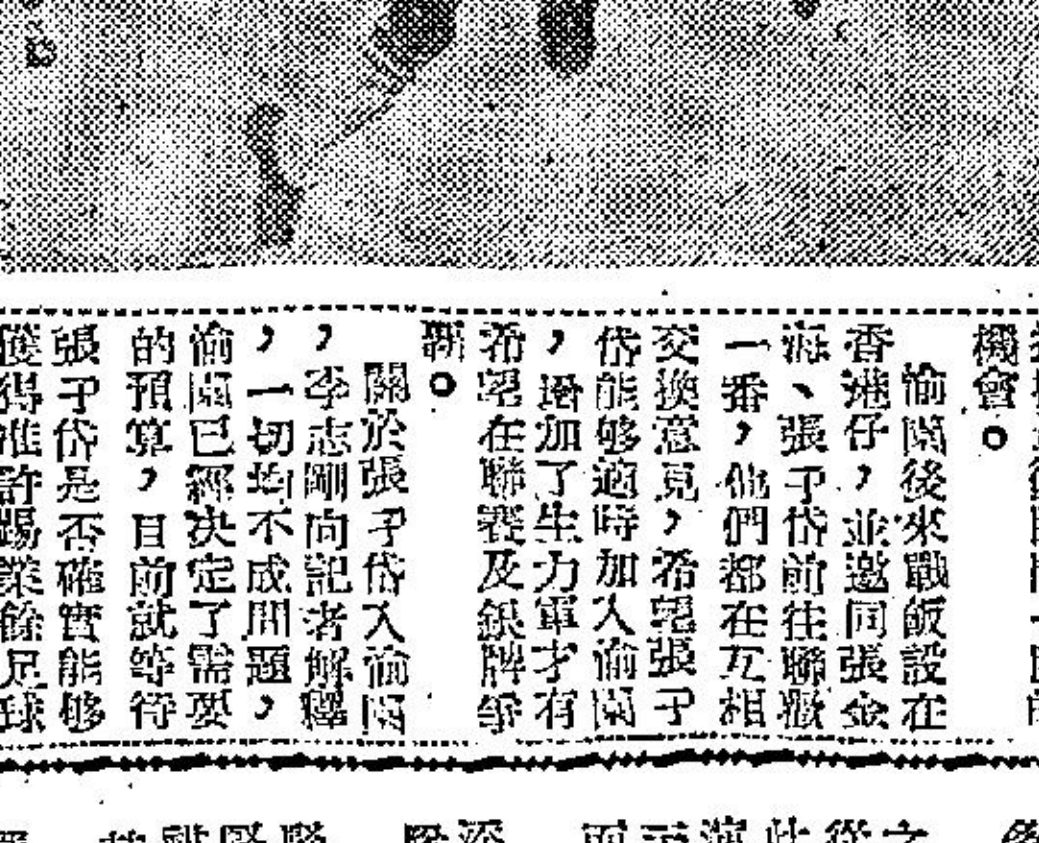 機會。
愉園後來戰飯設在
香港仔，並邀同張金
海、張子岱前往聯歡
一番，他們都在互相
交換意見，希望張子
岱能够適時加入愉園
，增加了生力軍才有
希望在聯賽及銀牌爭
覇。
關於張子岱入愉園
，李志剛向記者解釋
，一切均不成問題，
愉園已經決定了需要
的預算，目前就等待
張子岱是否確實能够
獲得准許踢業餘足球